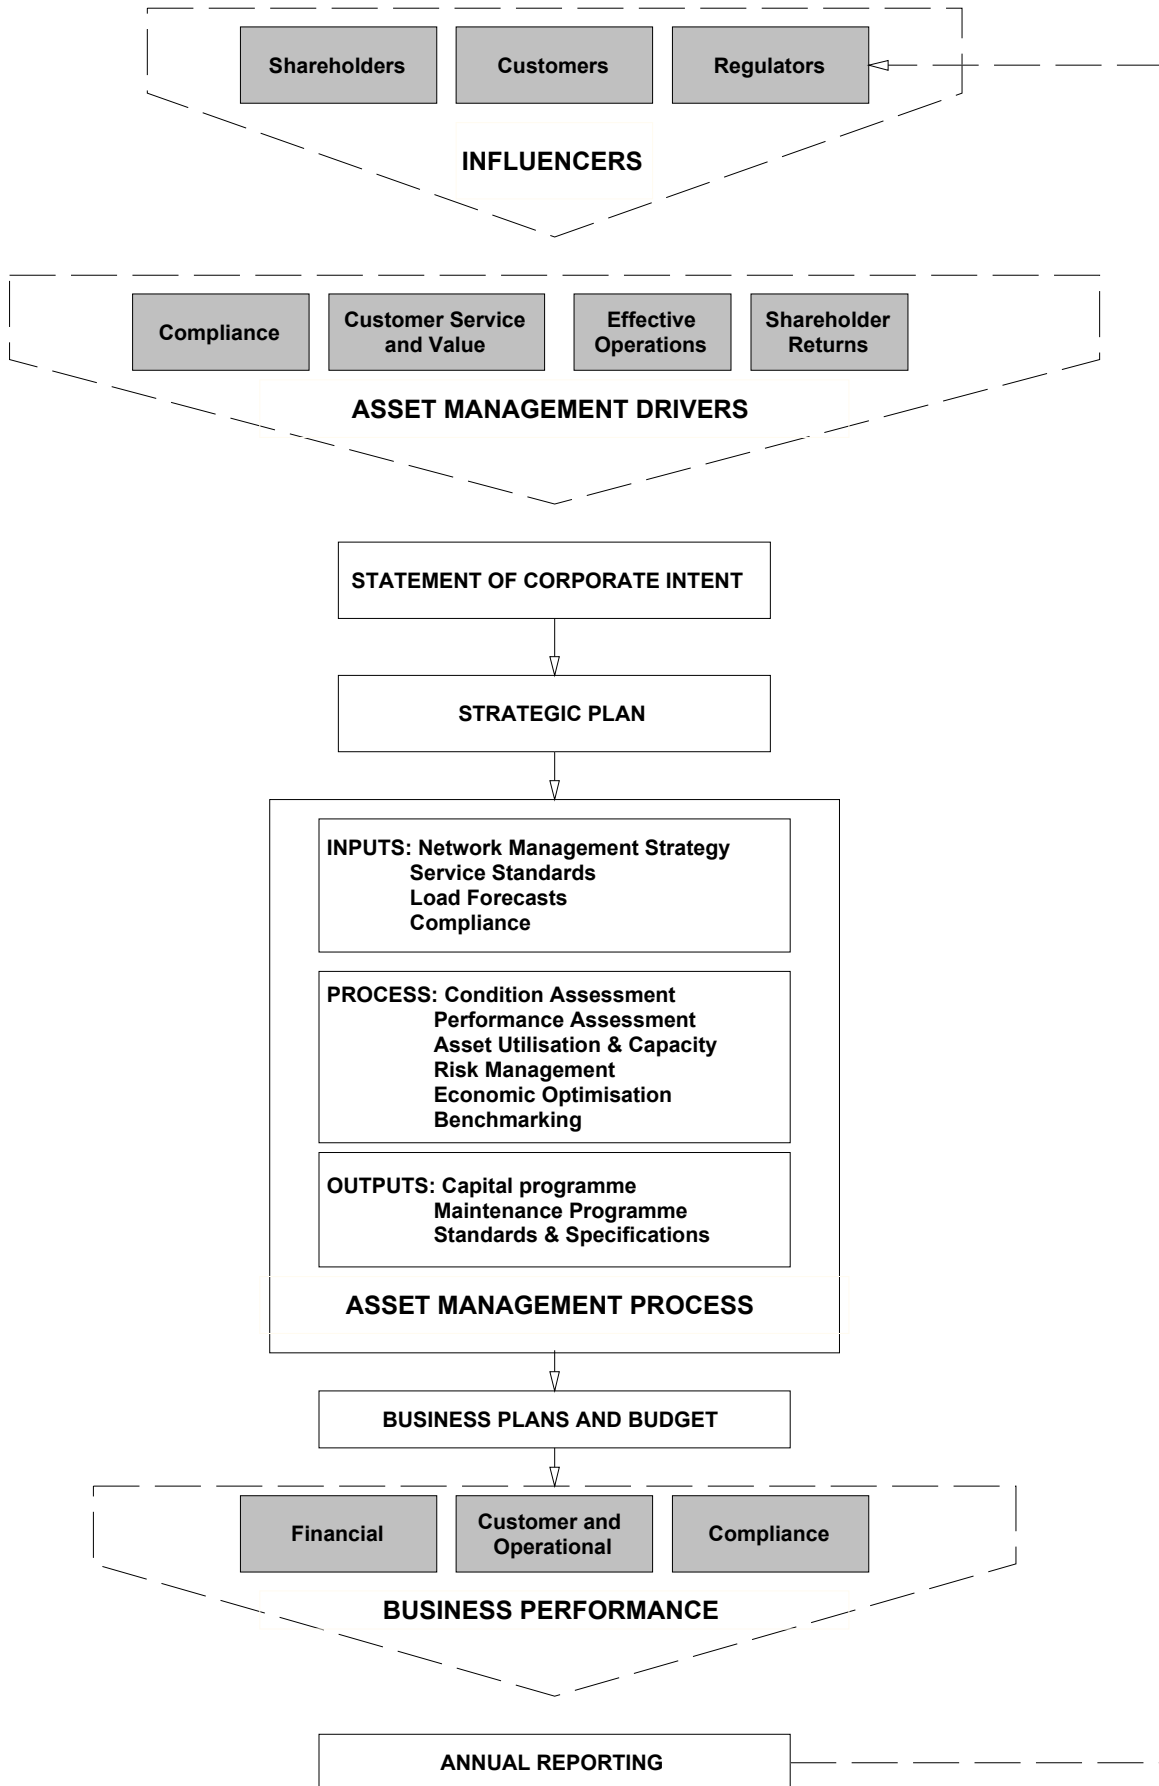 Shareholders
Customers
Regulators
INFLUENCERS
Compliance
Customer Service
and Value
Effective
Operations
Shareholder
Returns
ASSET MANAGEMENT DRIVERS
STATEMENT OF CORPORATE INTENT
STRATEGIC PLAN
INPUTS: Network Management Strategy
Service Standards
Load Forecasts
Compliance
PROCESS: Condition Assessment
Performance Assessment
Asset Utilisation & Capacity
Risk Management
Economic Optimisation
Benchmarking
OUTPUTS: Capital programme
Maintenance Programme
Standards & Specifications
ASSET MANAGEMENT PROCESS
BUSINESS PLANS AND BUDGET
Financial
Customer and
Operational
Compliance
BUSINESS PERFORMANCE
ANNUAL REPORTING